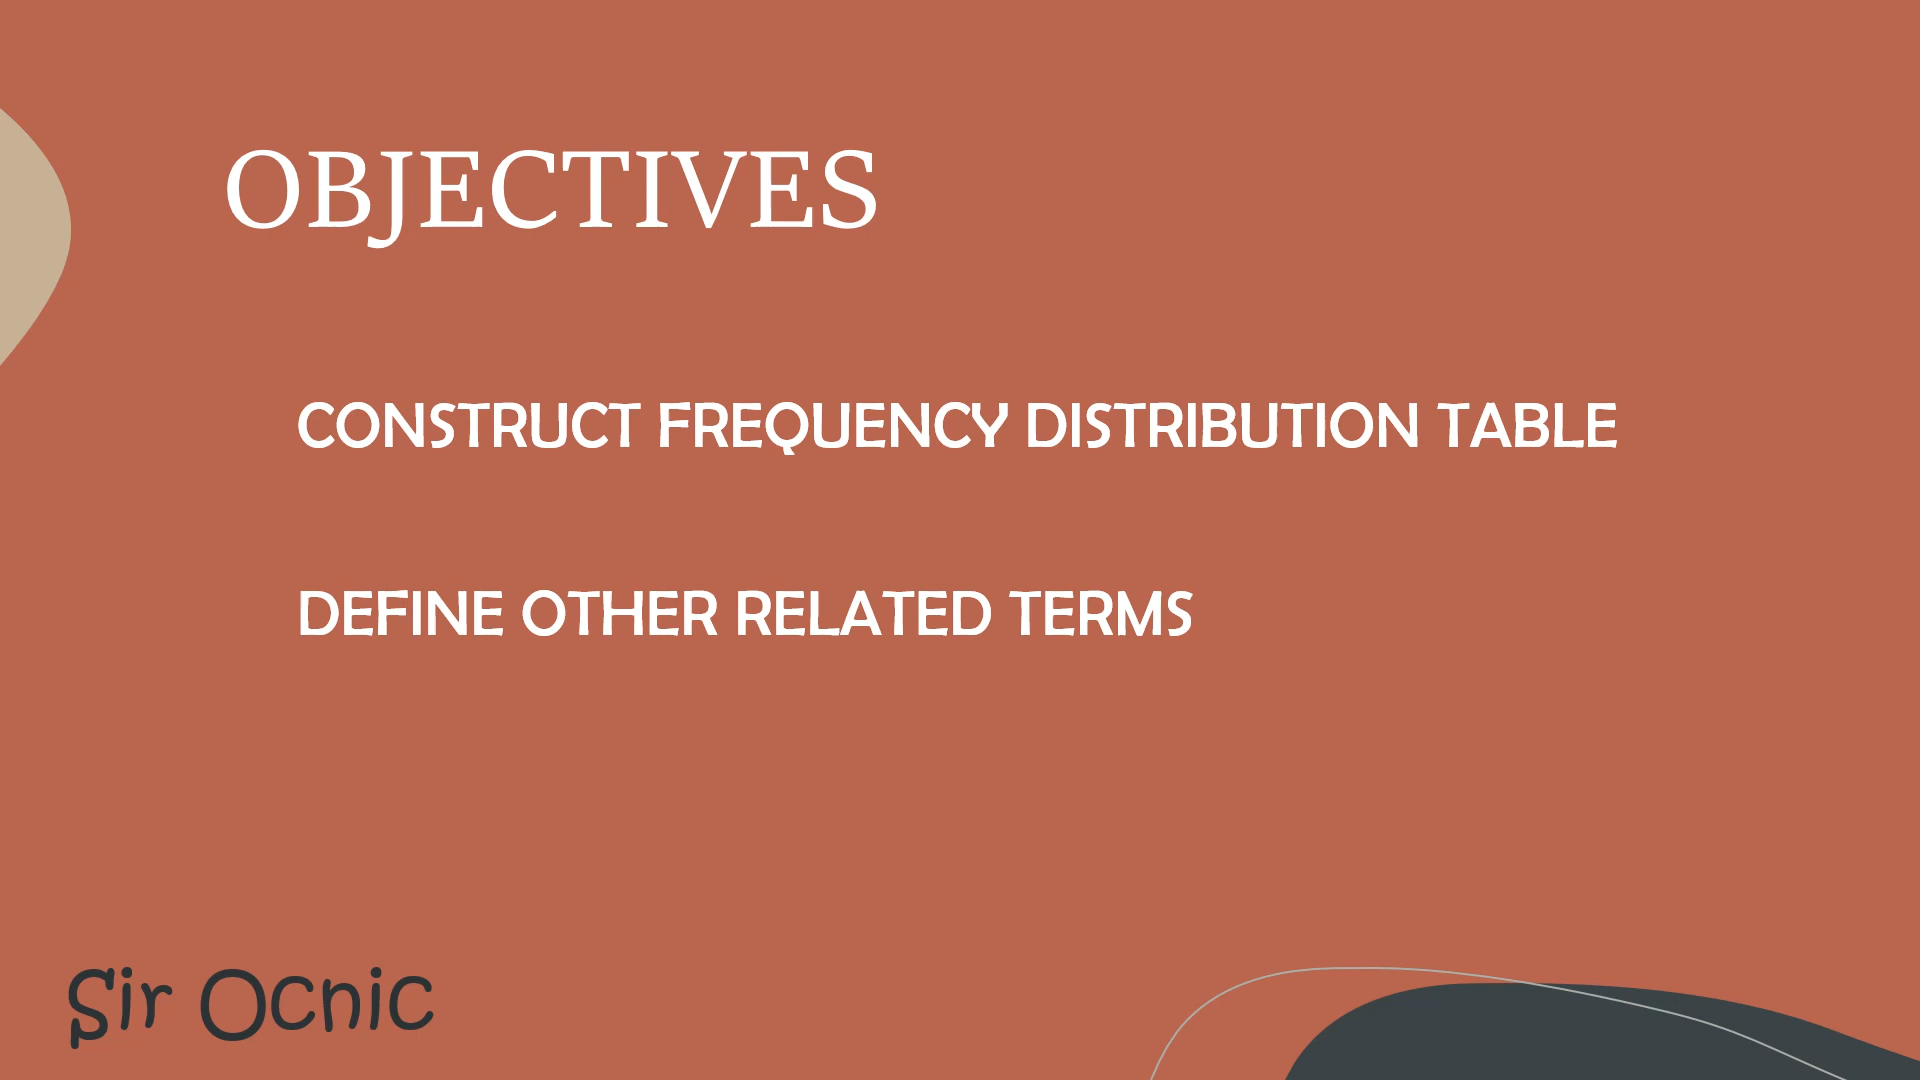 OBJECTIVES
CONSTRUCT FREQUENCY DISTRIBUTION TABLE
DEFINE OTHER RELATED TERMS
Sir Ocnic